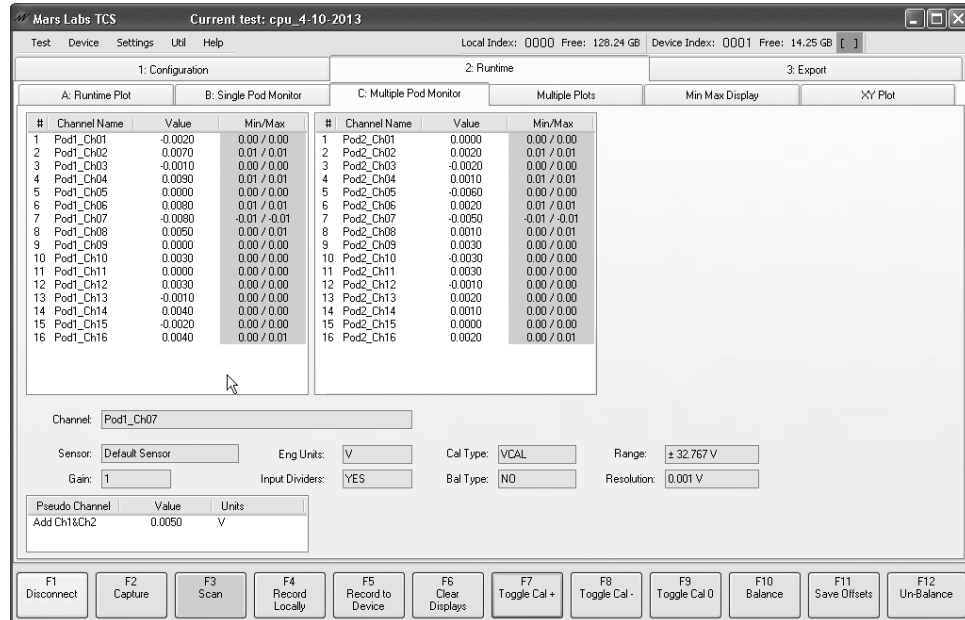 Mars Labs TCS Current test: cpu_4-10-2013
Test Device Settings Util Help Local Index: 0000 Free: 128.24 GB Device Index: 0001 Free: 14.25 GB [ ]
1: Configuration 2: Runtime 3: Export
A: Runtime Plot B: Single Pod Monitor C: Multiple Pod Monitor Multiple Plots Min Max Display XY Plot
# Channel Name Value Min/Max # Channel Name Value Min/Max
1 Pod1_Ch01 -0.0020 0.00 / 0.00 1 Pod2_Ch01 0.0000 0.00 / 0.00
2 Pod1_Ch02 0.0070 0.01 / 0.01 2 Pod2_Ch02 0.0020 0.01 / 0.01
3 Pod1_Ch03 -0.0010 0.00 / 0.00 3 Pod2_Ch03 -0.0020 0.00 / 0.00
4 Pod1_Ch04 0.0090 0.01 / 0.01 4 Pod2_Ch04 0.0010 0.01 / 0.01
5 Pod1_Ch05 0.0000 0.00 / 0.00 5 Pod2_Ch05 -0.0060 0.00 / 0.00
6 Pod1_Ch06 0.0080 0.01 / 0.01 6 Pod2_Ch06 0.0020 0.01 / 0.01
7 Pod1_Ch07 -0.0080 -0.01 / -0.01 7 Pod2_Ch07 -0.0050 -0.01 / -0.01
8 Pod1_Ch08 0.0050 0.00 / 0.01 8 Pod2_Ch08 0.0010 0.00 / 0.01
9 Pod1_Ch09 0.0000 0.00 / 0.00 9 Pod2_Ch09 0.0030 0.00 / 0.00
10 Pod1_Ch10 0.0030 0.00 / 0.00 10 Pod2_Ch10 -0.0030 0.00 / 0.00
11 Pod1_Ch11 0.0000 0.00 / 0.00 11 Pod2_Ch11 0.0030 0.00 / 0.00
12 Pod1_Ch12 0.0030 0.00 / 0.00 12 Pod2_Ch12 -0.0010 0.00 / 0.00
13 Pod1_Ch13 -0.0010 0.00 / 0.00 13 Pod2_Ch13 0.0020 0.00 / 0.00
14 Pod1_Ch14 0.0040 0.00 / 0.00 14 Pod2_Ch14 0.0010 0.00 / 0.00
15 Pod1_Ch15 -0.0020 0.00 / 0.00 15 Pod2_Ch15 0.0000 0.00 / 0.00
16 Pod1_Ch16 0.0040 0.00 / 0.01 16 Pod2_Ch16 0.0020 0.00 / 0.01
Channel: Pod1_Ch07
Sensor: Default Sensor Eng Units: V Cal Type: VCAL Range: ± 32.767 V
Gain: 1 Input Dividers: YES Bal Type: NO Resolution: 0.001 V
Pseudo Channel Value Units
Add Ch1&Ch2 0.0050 V
F1 F2 F3 F4 F5 F6 F7 F8 F9 F10 F11 F12
Disconnect Capture Scan Record Locally Record to Device Clear Displays Toggle Cal + Toggle Cal - Toggle Cal 0 Balance Save Offsets Un-Balance